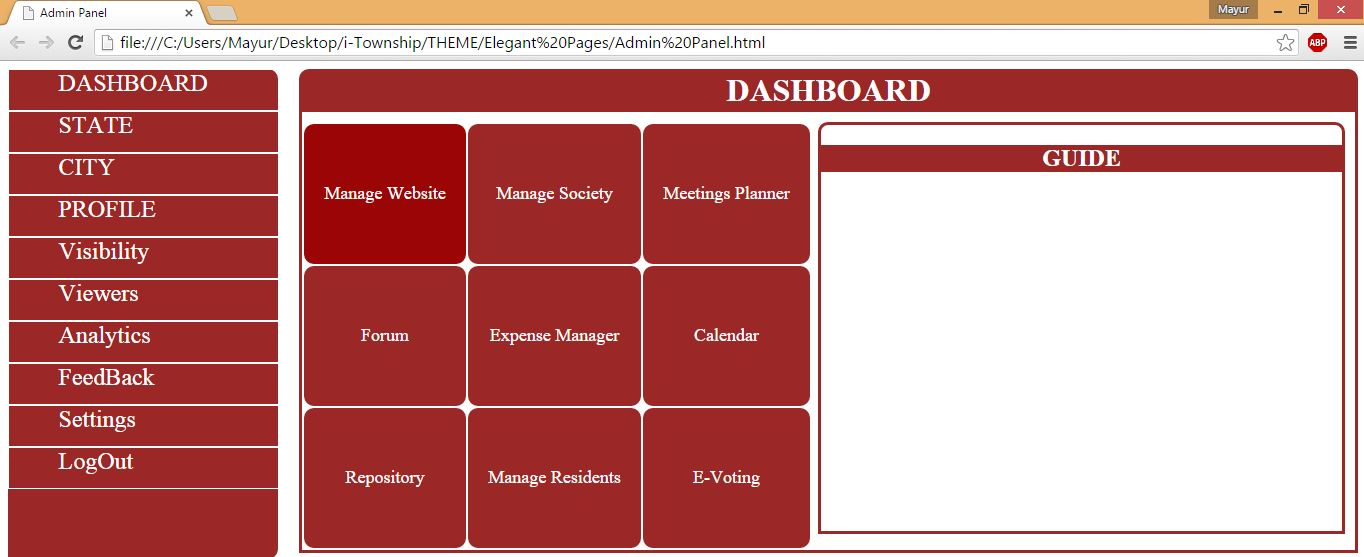 Admin Panel
Mayur
file:///C:/Users/Mayur/Desktop/i-Township/THEME/Elegant%20Pages/Admin%20Panel.html
ABP
DASHBOARD
STATE
CITY
PROFILE
Visibility
Viewers
Analytics
FeedBack
Settings
LogOut
DASHBOARD
Manage Website
Manage Society
Meetings Planner
Forum
Expense Manager
Calendar
Repository
Manage Residents
E-Voting
GUIDE